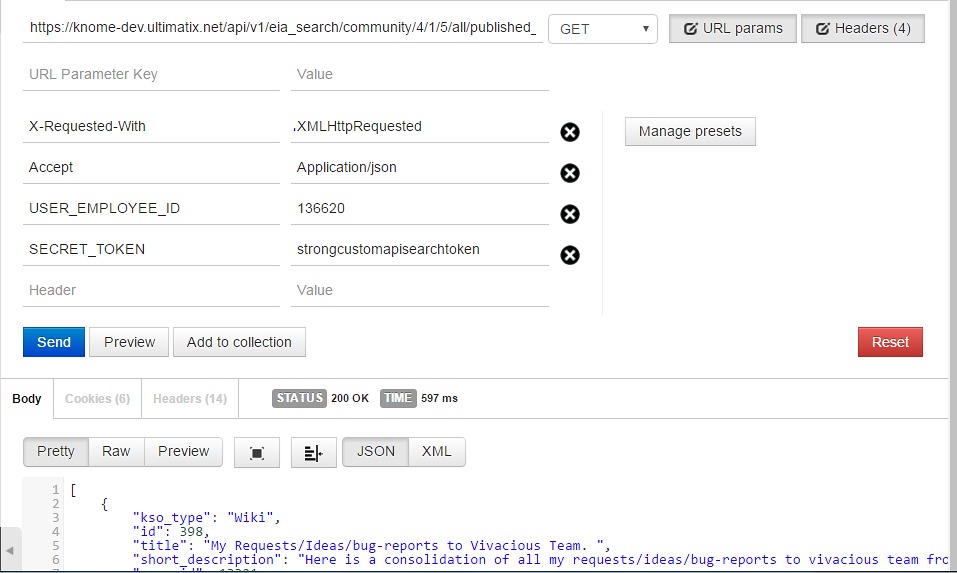 https://knome-dev.ultimatix.net/api/v1/eia_search/community/4/1/5/all/published_ GET URL params Headers (4)
URL Parameter Key Value
X-Requested-With XMLHttpRequested
Manage presets
Accept Application/json
USER_EMPLOYEE_ID 136620
SECRET_TOKEN strongcustomapisearchtoken
Header Value
Send Preview Add to collection Reset
Body Cookies (6) Headers (14) STATUS 200 OK TIME 597 ms
Pretty Raw Preview JSON XML
1 [
2 {
3 "kso_type": "Wiki",
4 "id": 398,
5 "title": "My Requests/Ideas/bug-reports to Vivacious Team. ",
6 "short_description": "Here is a consolidation of all my requests/ideas/bug-reports to vivacious team fro